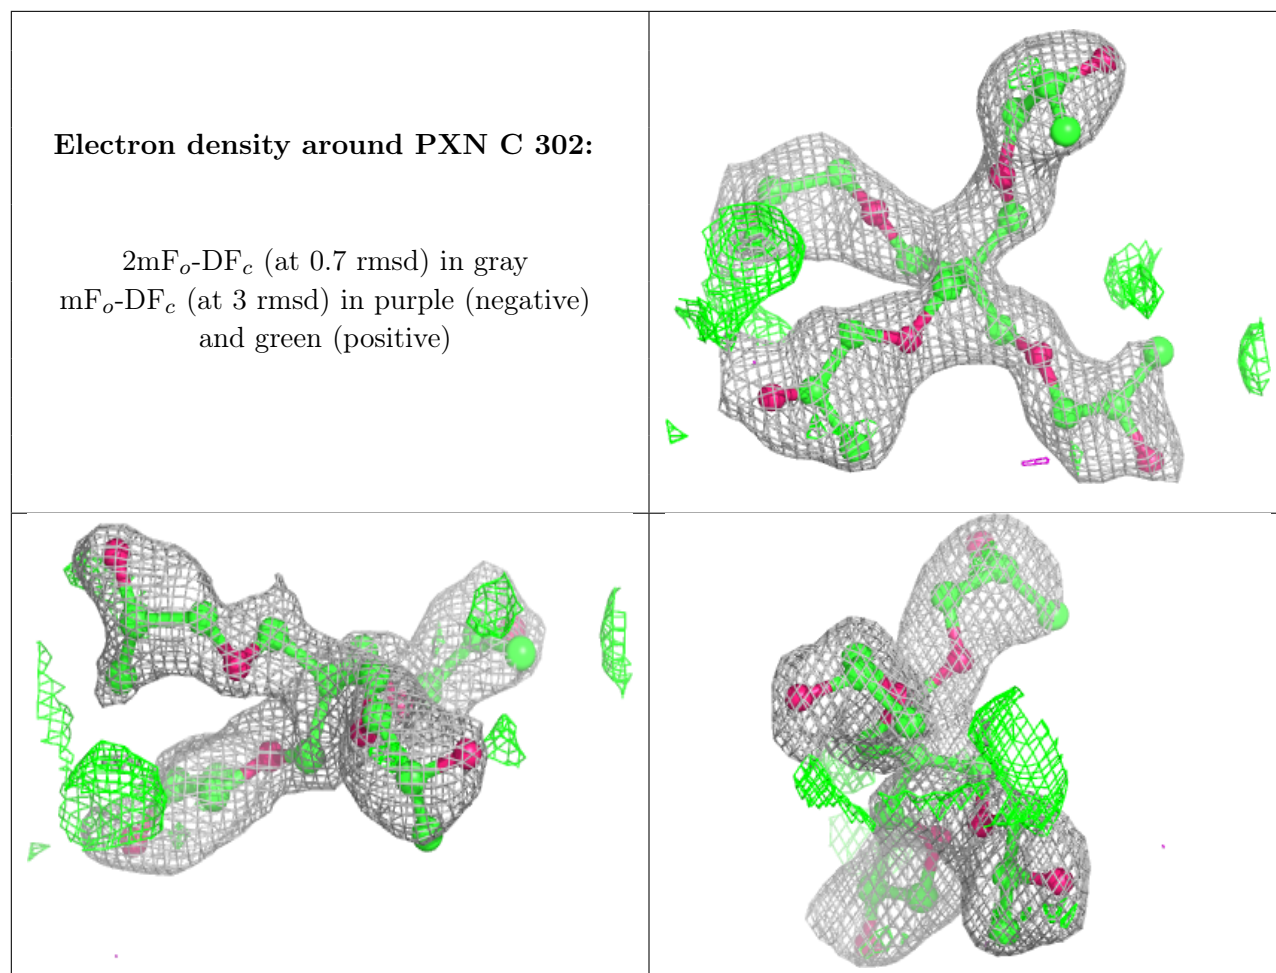 Electron density around PXN C 302:
2mFo-DFc (at 0.7 rmsd) in gray
mFo-DFc (at 3 rmsd) in purple (negative)
and green (positive)